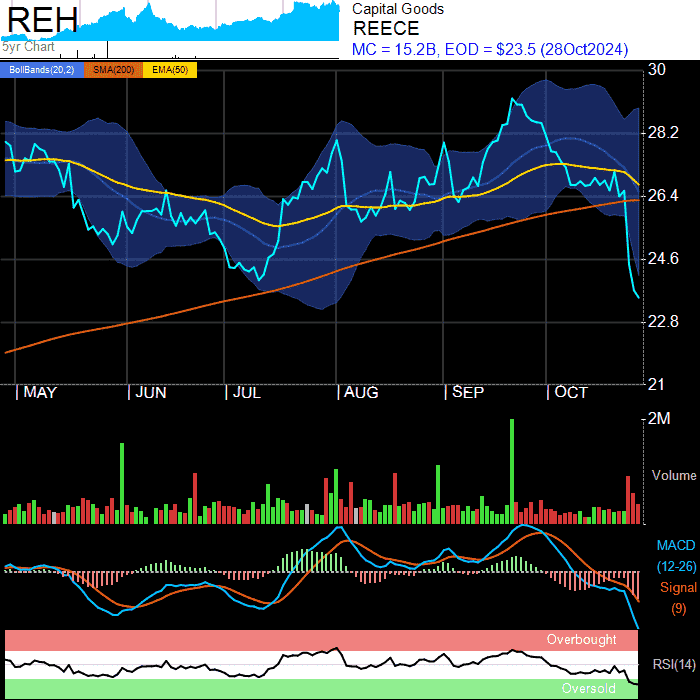 REH
5yr Chart
Capital Goods
REECE
MC = 15.2B, EOD = $23.5 (28Oct2024)
BollBands(20,2) SMA(200) EMA(50)
30
28.2
26.4
24.6
22.8
21
MAY JUN JUL AUG SEP OCT
2M
Volume
MACD
(12-26)
Signal
(9)
Overbought
RSI(14)
Oversold